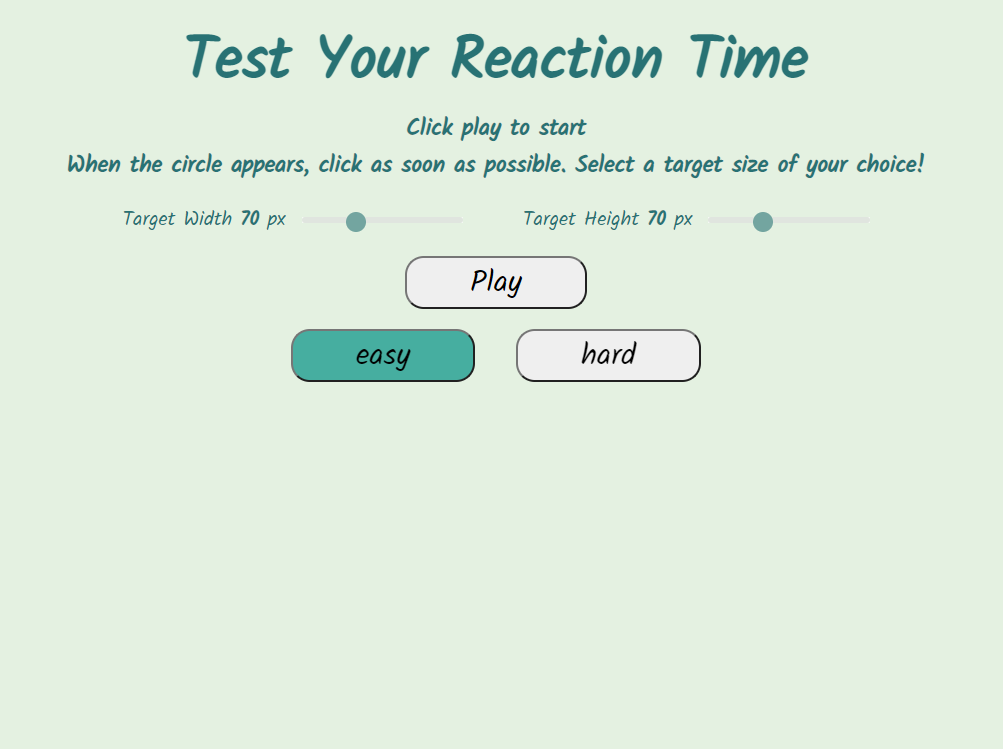 Test Your Reaction Time
Click play to start
When the circle appears, click as soon as possible. Select a target size of your choice!
Target Width 70 px
Target Height 70 px
Play
easy
hard